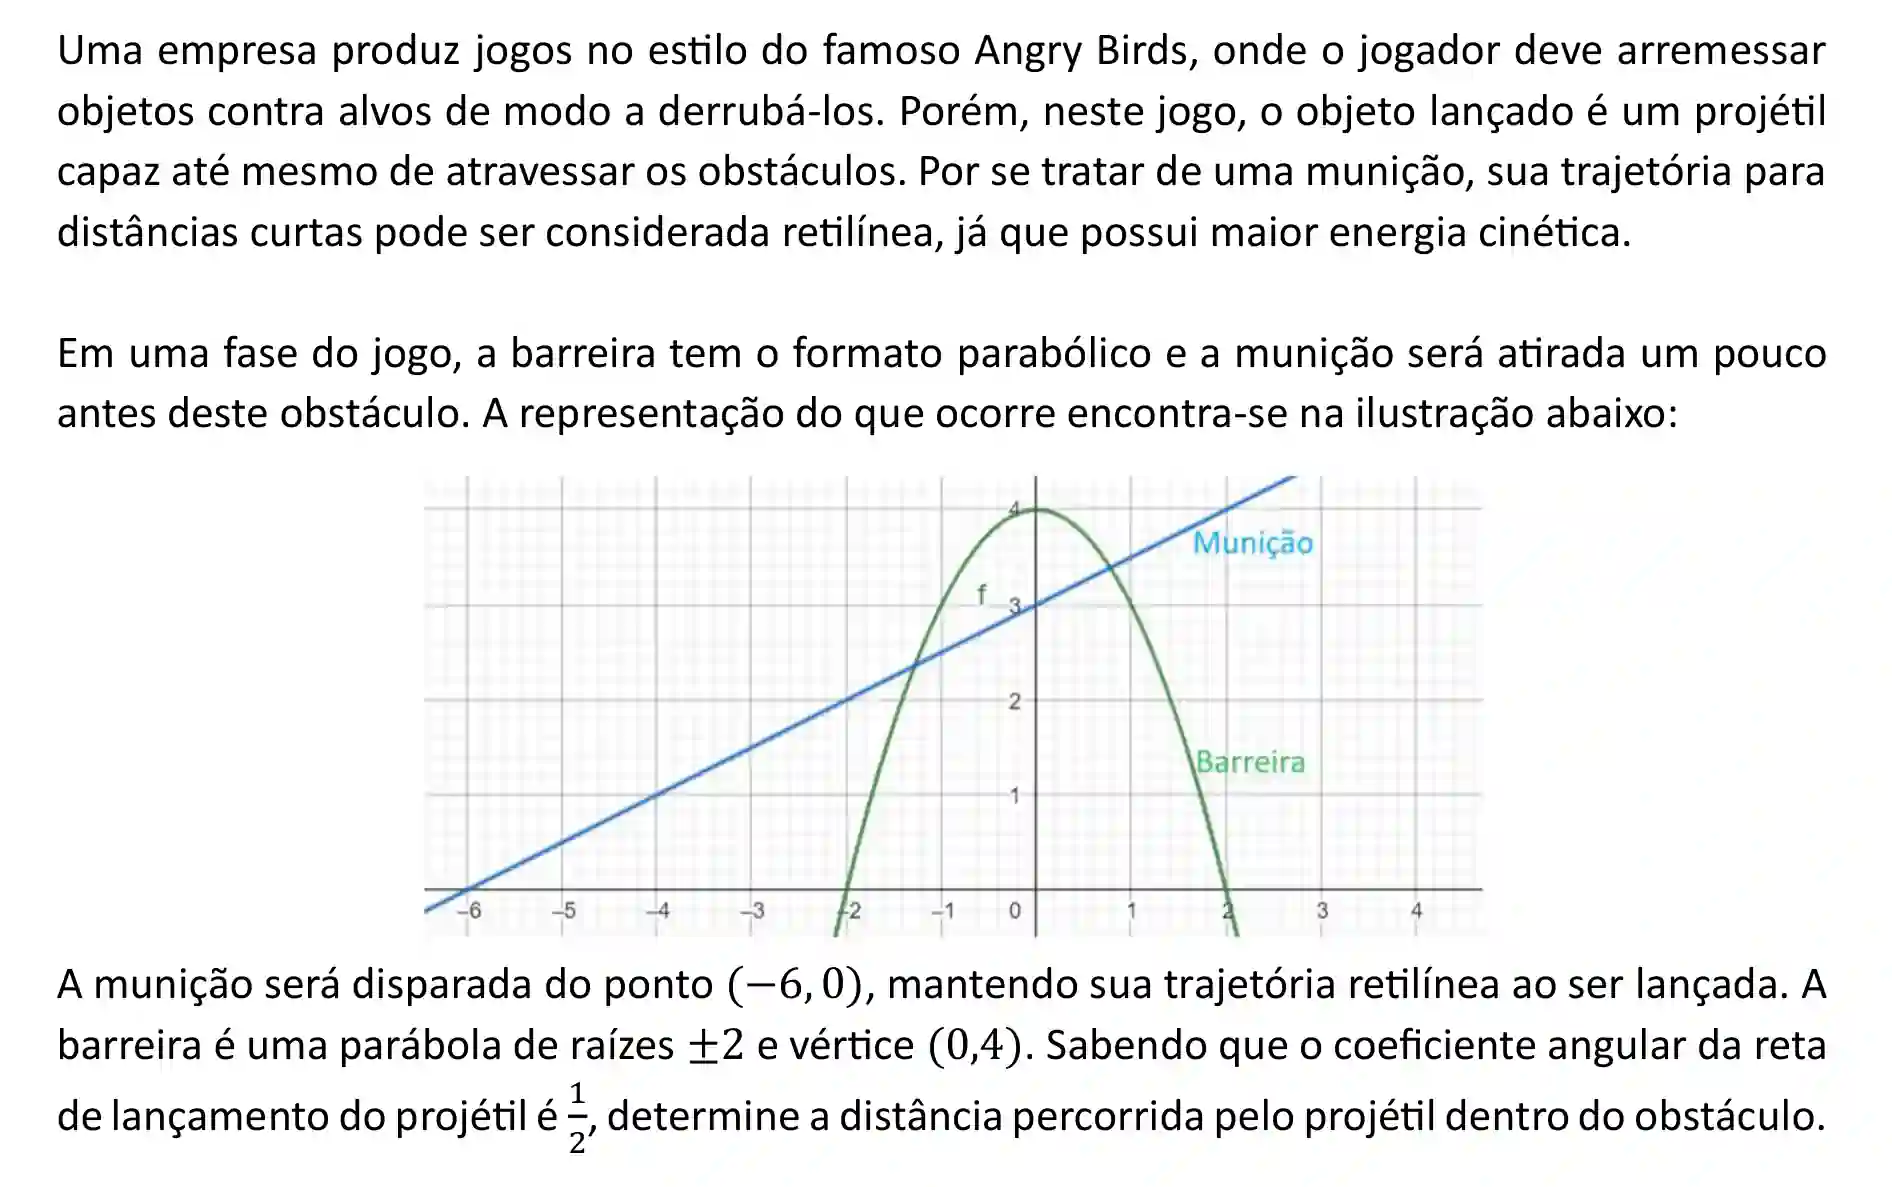 Uma empresa produz jogos no estilo do famoso Angry Birds, onde o jogador deve arremessar
objetos contra alvos de modo a derrubá-los. Porém, neste jogo, o objeto lançado é um projétil
capaz até mesmo de atravessar os obstáculos. Por se tratar de uma munição, sua trajetória para
distâncias curtas pode ser considerada retilínea, já que possui maior energia cinética.
Em uma fase do jogo, a barreira tem o formato parabólico e a munição será atirada um pouco
antes deste obstáculo. A representação do que ocorre encontra-se na ilustração abaixo:
4
Munição
f
3
2
Barreira
1
−6 −5 −4 −3 −2 −1 0 1 2 3 4
A munição será disparada do ponto (−6, 0), mantendo sua trajetória retilínea ao ser lançada. A
barreira é uma parábola de raízes ±2 e vértice (0,4). Sabendo que o coeficiente angular da reta
de lançamento do projétil é 1/2, determine a distância percorrida pelo projétil dentro do obstáculo.